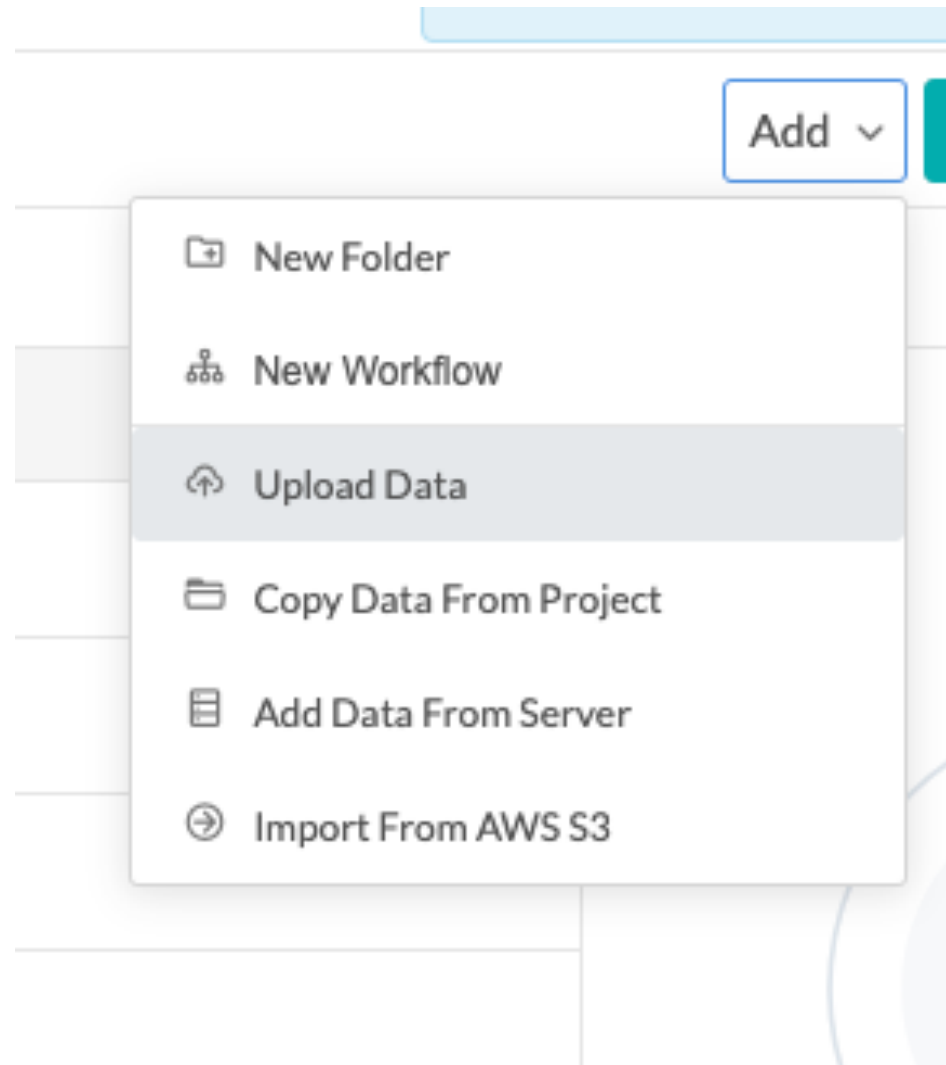 Add
New Folder
New Workflow
Upload Data
Copy Data From Project
Add Data From Server
Import From AWS S3